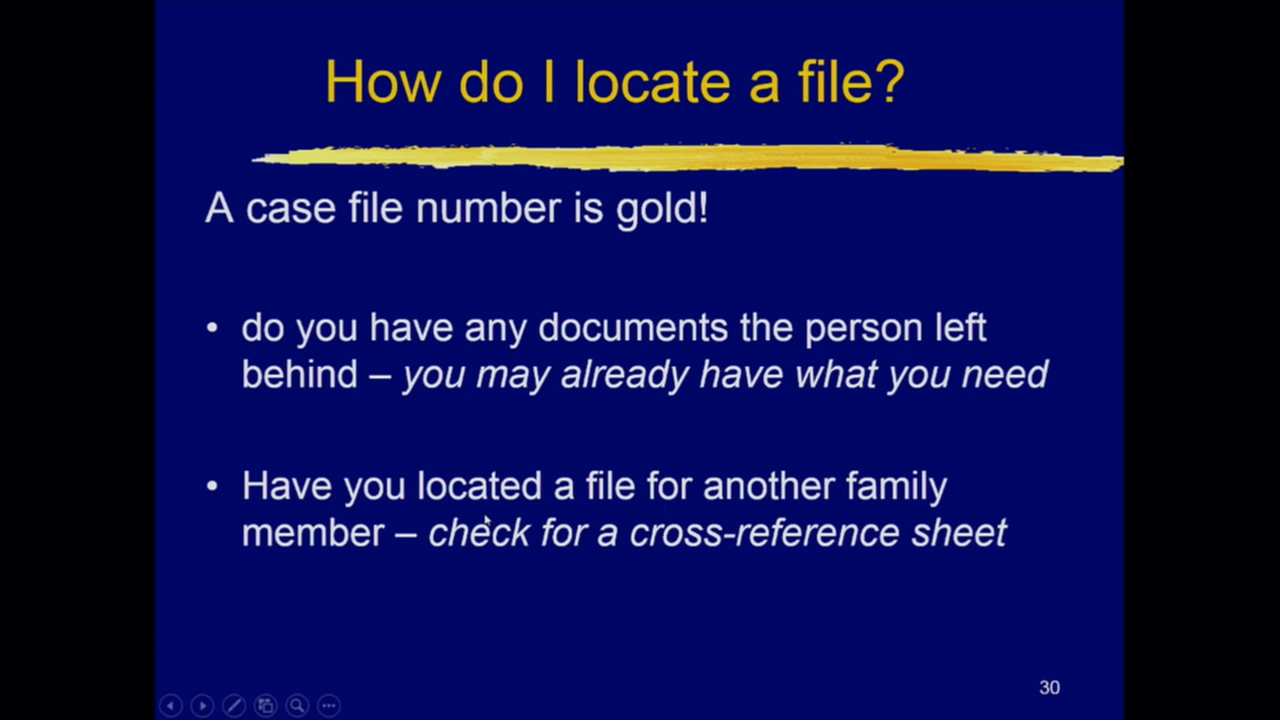 How do I locate a file?
A case file number is gold!
• do you have any documents the person left
behind – you may already have what you need
• Have you located a file for another family
member – check for a cross-reference sheet
30